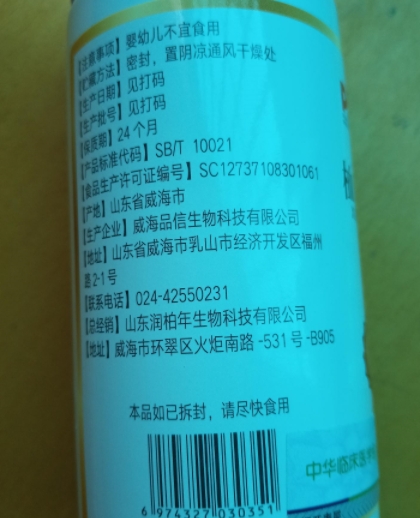 【注意事项】婴幼儿不宜食用
【贮藏方法】密封，置阴凉通风干燥处
【生产日期】见打码
【生产批号】见打码
【保质期】24个月
【产品标准代码】SB/T 10021
【食品生产许可证编号】SC12737108301061
【产地】山东省威海市
【生产企业】威海品信生物科技有限公司
【地址】山东省威海市乳山市经济开发区福州
路2-1号
【联系电话】024-42550231
【总经销】山东润柏年生物科技有限公司
【地址】威海市环翠区火炬南路-531号-B905
本品如已拆封，请尽快食用
6 974327 030351
中华临床医